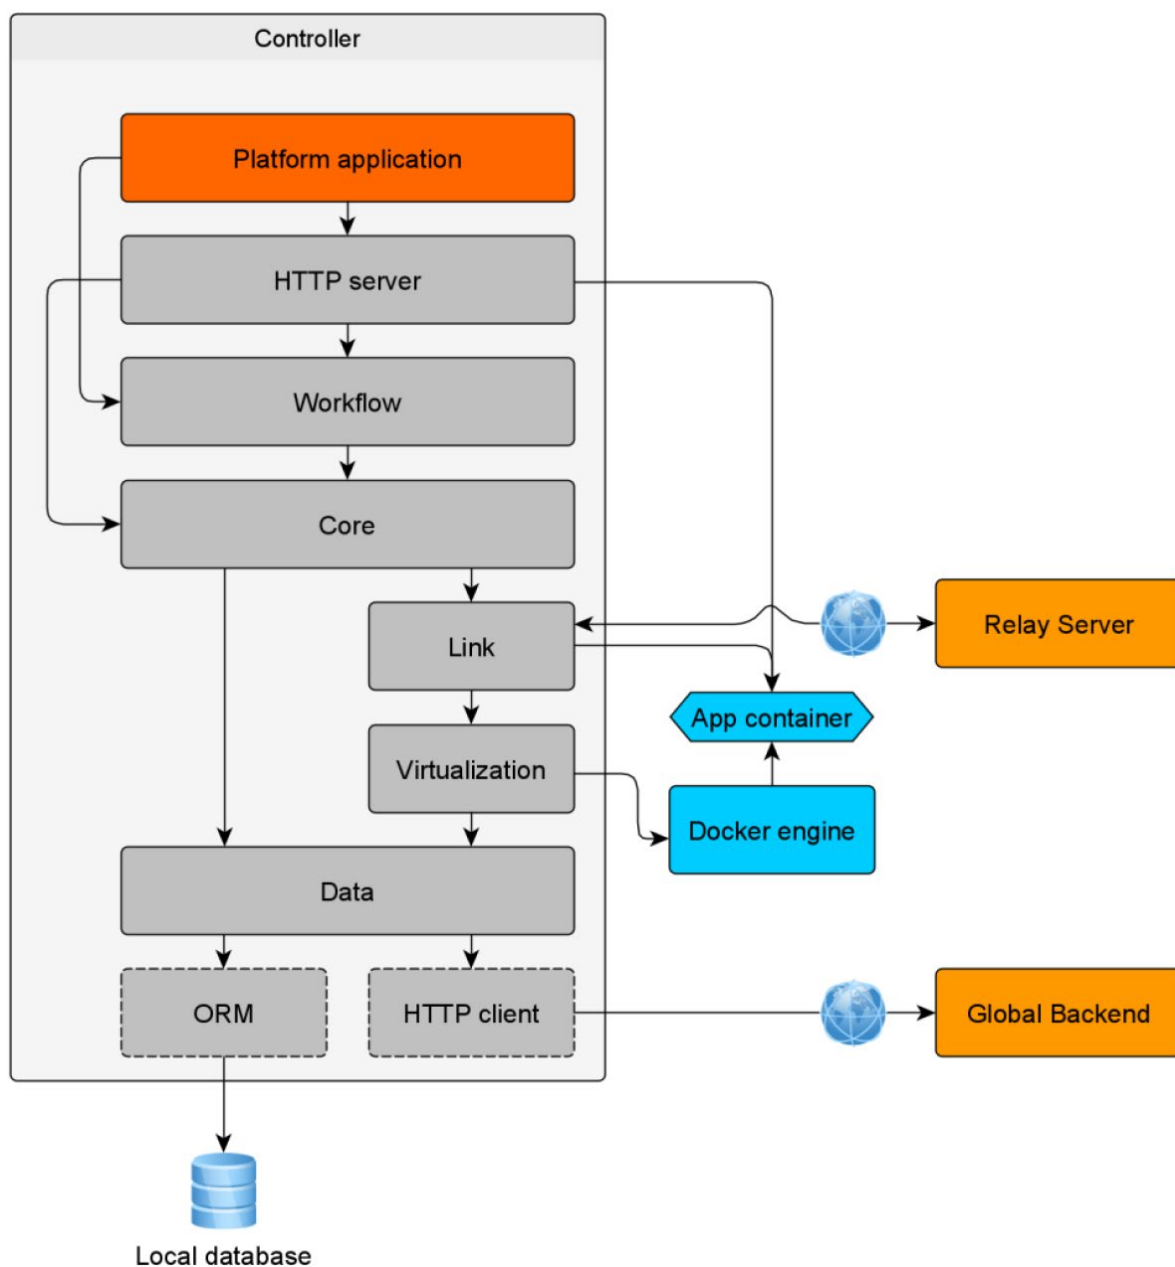 Controller
Platform application
HTTP server
Workflow
Core
Link
Relay Server
App container
Virtualization
Docker engine
Data
ORM
HTTP client
Global Backend
Local database